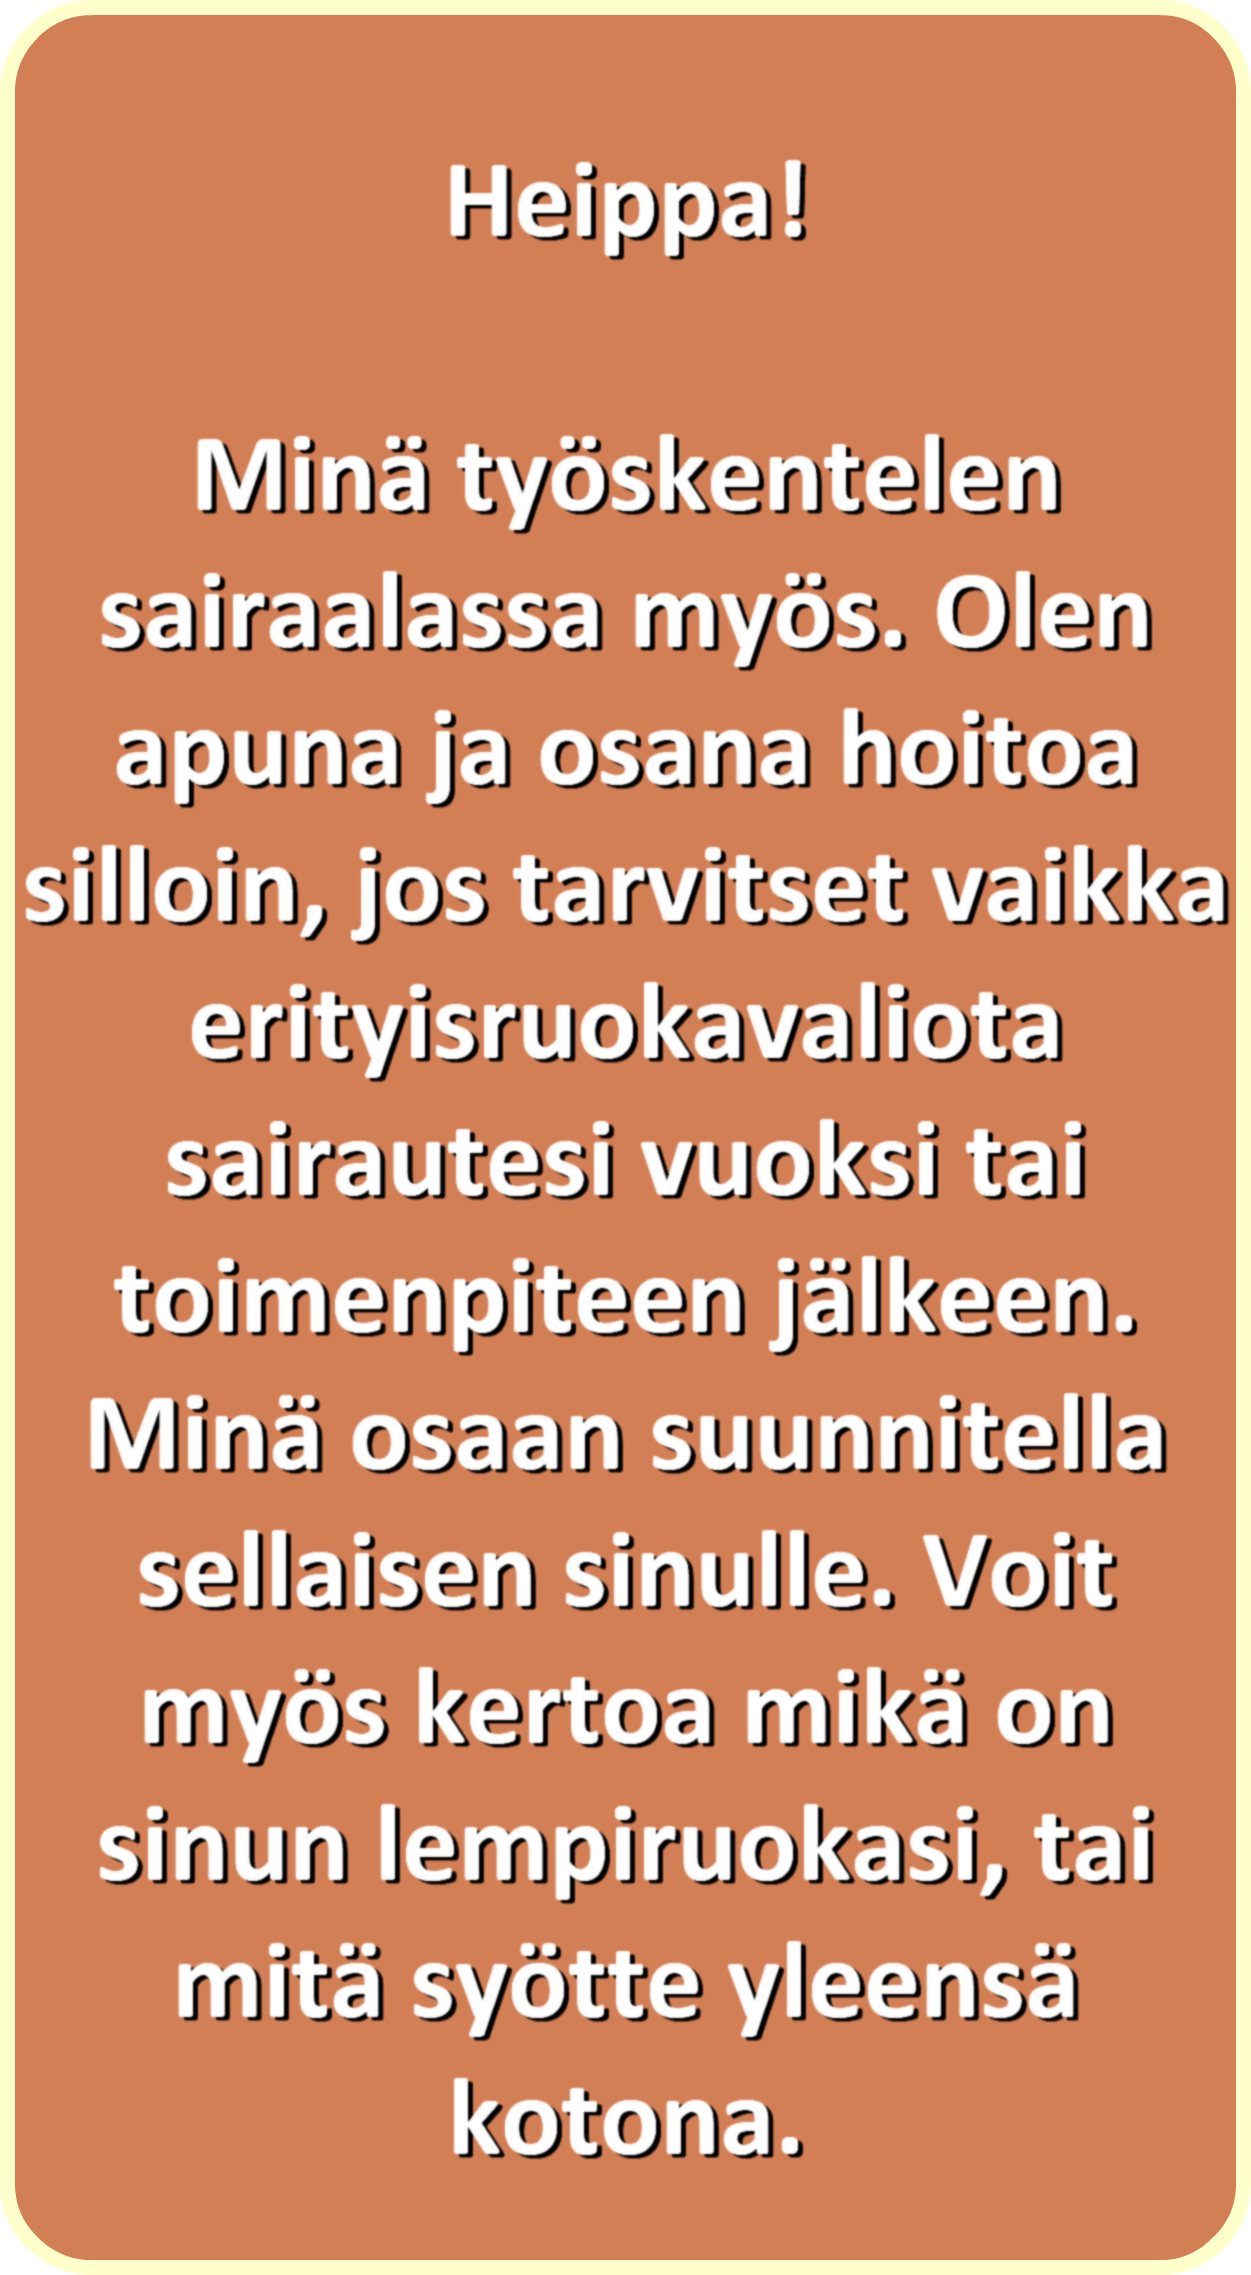 Heippa!
Minä työskentelen
sairaalassa myös. Olen
apuna ja osana hoitoa
silloin, jos tarvitset vaikka
erityisruokavaliota
sairautesi vuoksi tai
toimenpiteen jälkeen.
Minä osaan suunnitella
sellaisen sinulle. Voit
myös kertoa mikä on
sinun lempiruokasi, tai
mitä syötte yleensä
kotona.